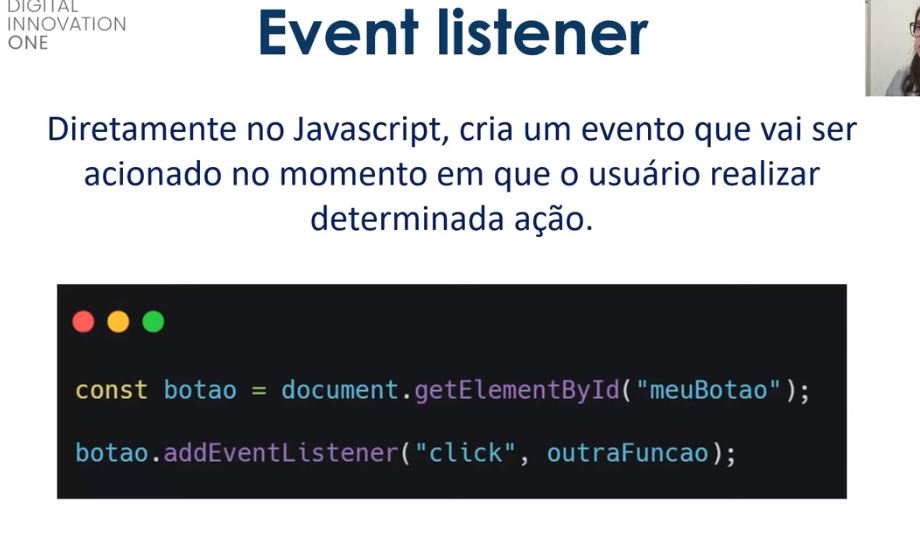 DIGITAL
INNOVATION
ONE
Event listener
Diretamente no Javascript, cria um evento que vai ser
acionado no momento em que o usuário realizar
determinada ação.
const botao = document.getElementById("meuBotao");
botao.addEventListener("click", outraFuncao);